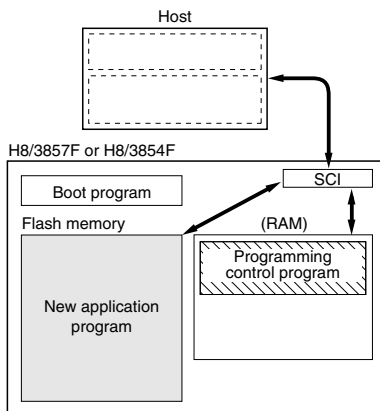 Host
H8/3857F or H8/3854F
SCI
Boot program
Flash memory
(RAM)
Programming
control program
New application
program